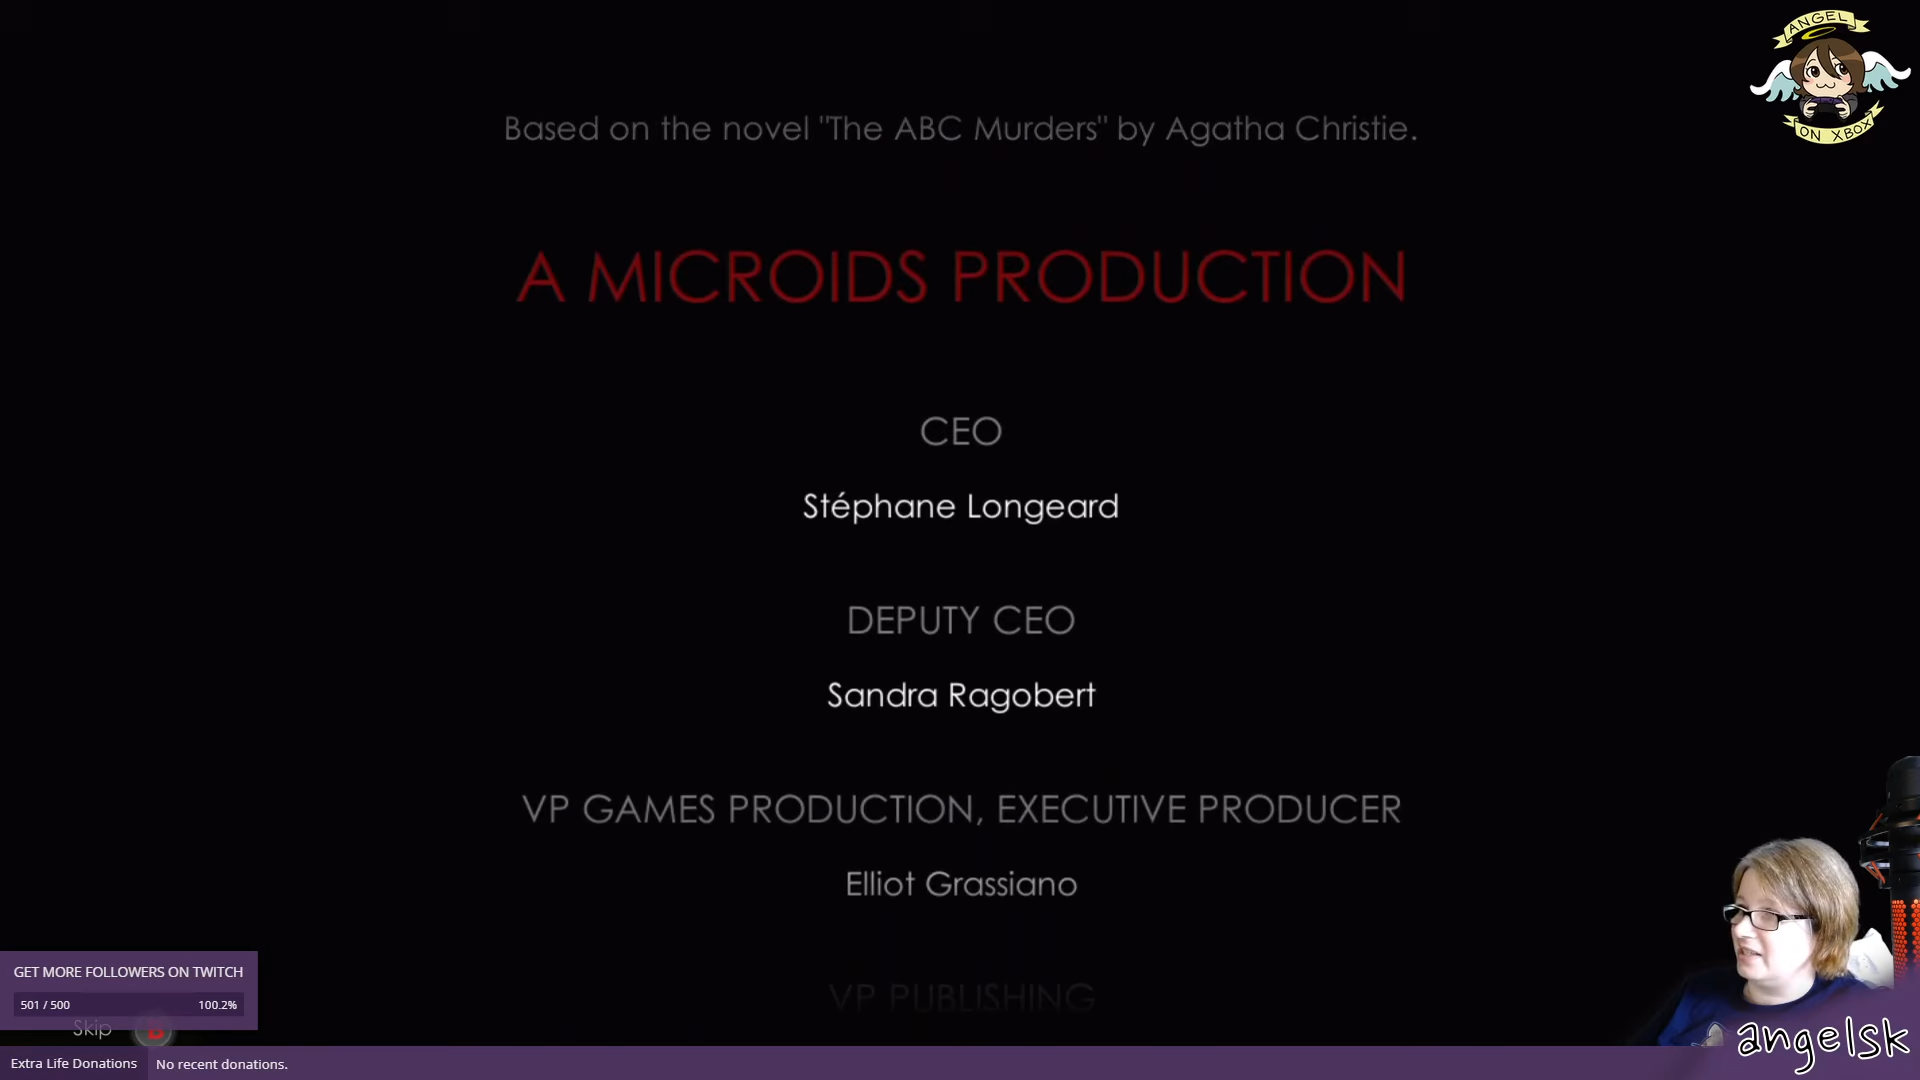 ANGEL
ON XBOX
Based on the novel "The ABC Murders" by Agatha Christie.
A MICROIDS PRODUCTION
CEO
Stéphane Longeard
DEPUTY CEO
Sandra Ragobert
VP GAMES PRODUCTION, EXECUTIVE PRODUCER
Elliot Grassiano
VP PUBLISHING
GET MORE FOLLOWERS ON TWITCH
501 / 500 100.2%
Skip B
angelsk
Extra Life Donations No recent donations.